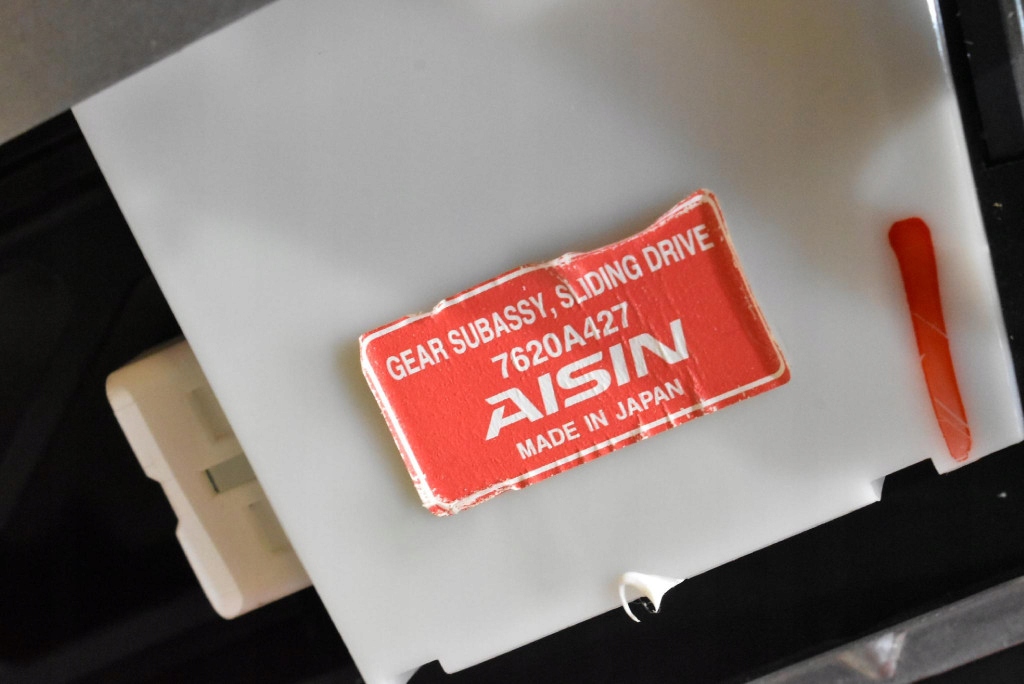 GEAR SUBASSY, SLIDING DRIVE
7620A427
AISIN
MADE IN JAPAN